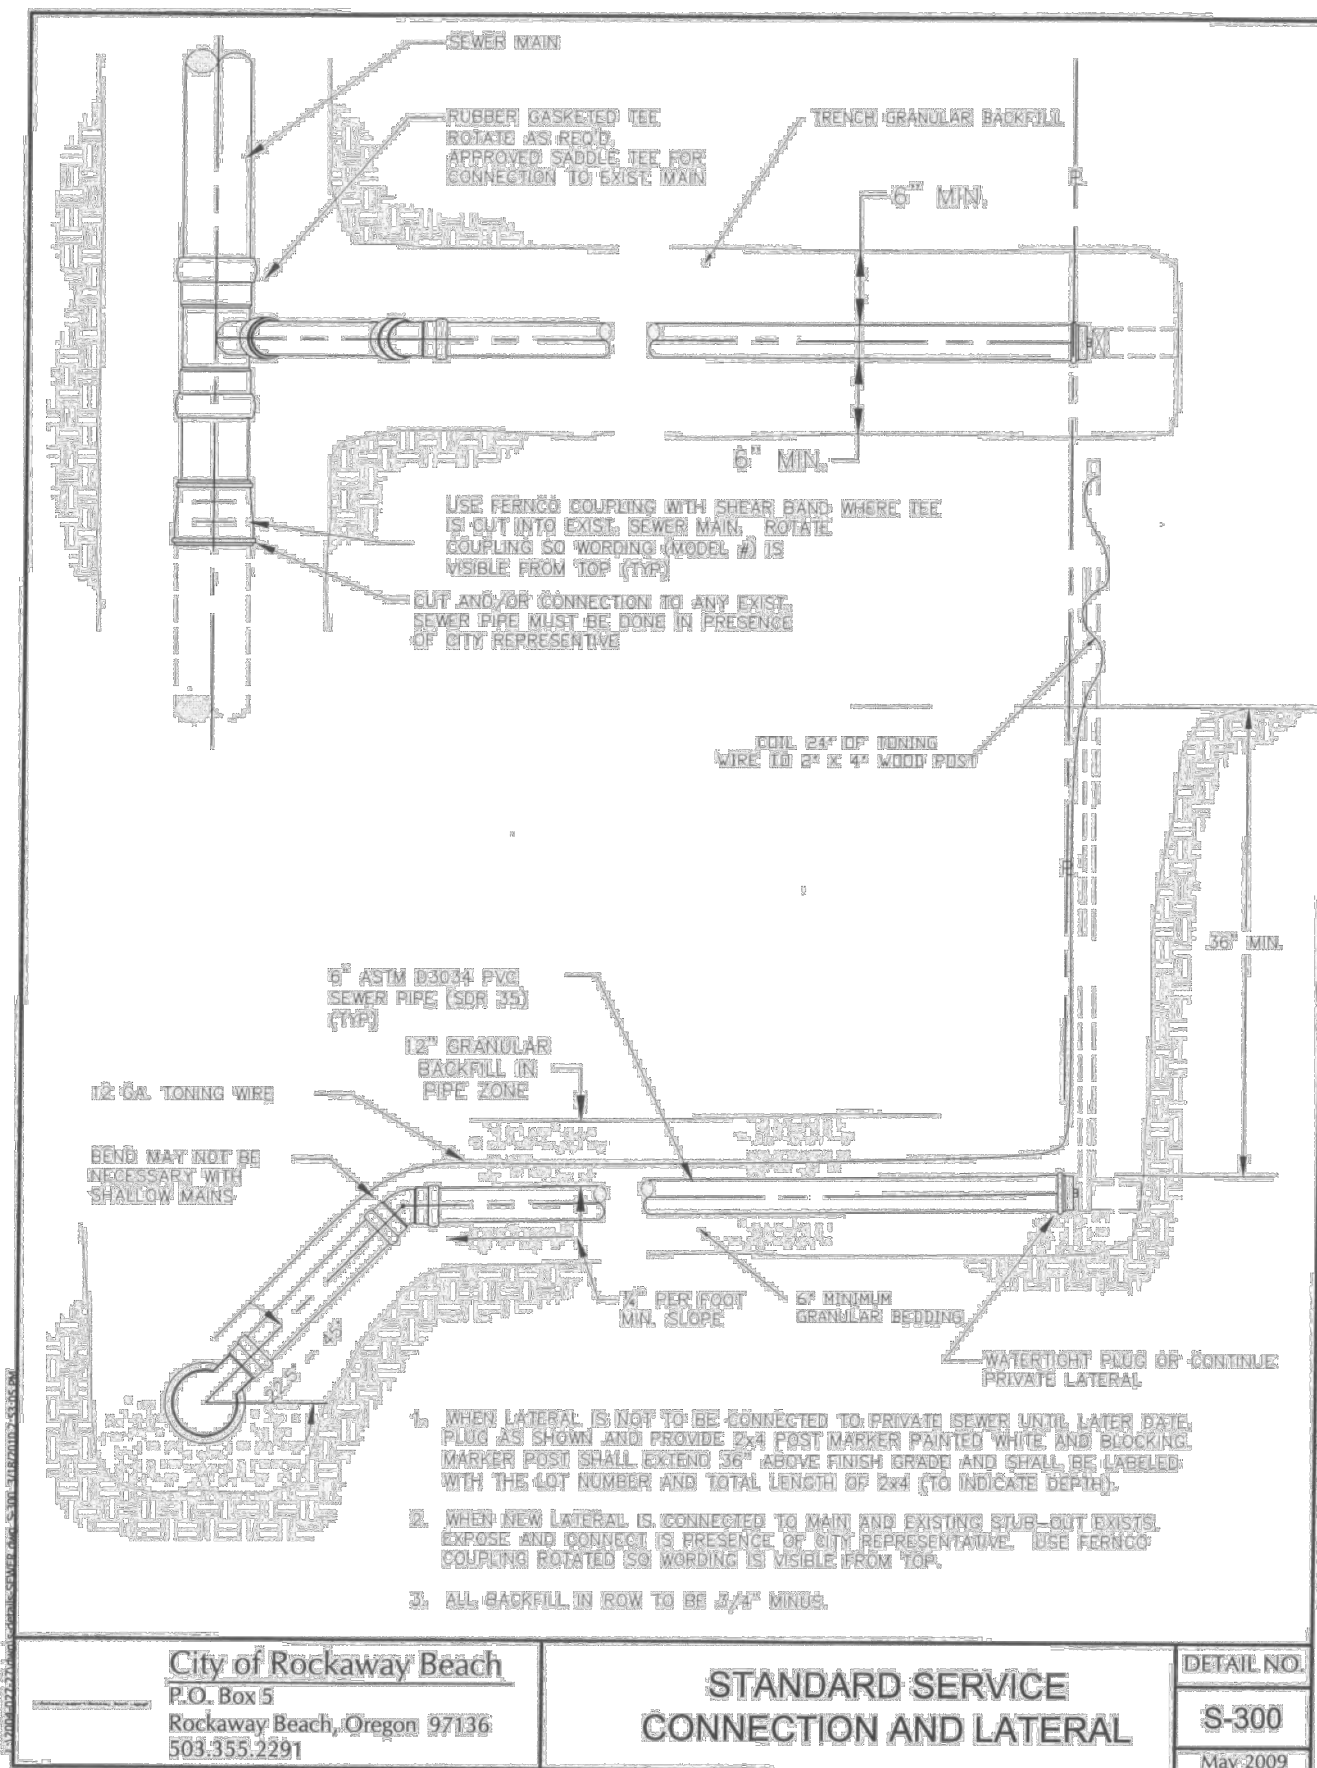 SEWER MAIN
RUBBER GASKETED TEE
ROTATE AS REQ'D.
APPROVED SADDLE TEE FOR
CONNECTION TO EXIST. MAIN
TRENCH GRANULAR BACKFILL
6" MIN.
6" MIN.
USE FERNCO COUPLING WITH SHEAR BAND WHERE TEE
IS CUT INTO EXIST. SEWER MAIN. ROTATE
COUPLING SO WORDING (MODEL #) IS
VISIBLE FROM TOP (TYP.)
CUT AND/OR CONNECTION TO ANY EXIST.
SEWER PIPE MUST BE DONE IN PRESENCE
OF CITY REPRESENTIVE
COIL 24" OF TONING
WIRE TO 2" X 4" WOOD POST
36" MIN.
6" ASTM D3034 PVC
SEWER PIPE (SDR 35)
(TYP.)
12" GRANULAR
BACKFILL IN
PIPE ZONE
12 GA. TONING WIRE
BEND MAY NOT BE
NECESSARY WITH
SHALLOW MAINS
1/4" PER FOOT
MIN. SLOPE
6" MINIMUM
GRANULAR BEDDING
WATERTIGHT PLUG OR CONTINUE
PRIVATE LATERAL
1. WHEN LATERAL IS NOT TO BE CONNECTED TO PRIVATE SEWER UNTIL LATER DATE,
PLUG AS SHOWN AND PROVIDE 2x4 POST MARKER PAINTED WHITE AND BLOCKING.
MARKER POST SHALL EXTEND 36" ABOVE FINISH GRADE AND SHALL BE LABELED
WITH THE LOT NUMBER AND TOTAL LENGTH OF 2x4 (TO INDICATE DEPTH).
2. WHEN NEW LATERAL IS CONNECTED TO MAIN AND EXISTING STUB-OUT EXISTS,
EXPOSE AND CONNECT IS PRESENCE OF CITY REPRESENTATIVE. USE FERNCO
COUPLING ROTATED SO WORDING IS VISIBLE FROM TOP.
3. ALL BACKFILL IN ROW TO BE 3/4" MINUS.
City of Rockaway Beach
P.O. Box 5
Rockaway Beach, Oregon 97136
503.355.2291
STANDARD SERVICE
CONNECTION AND LATERAL
DETAIL NO.
S-300
May 2009